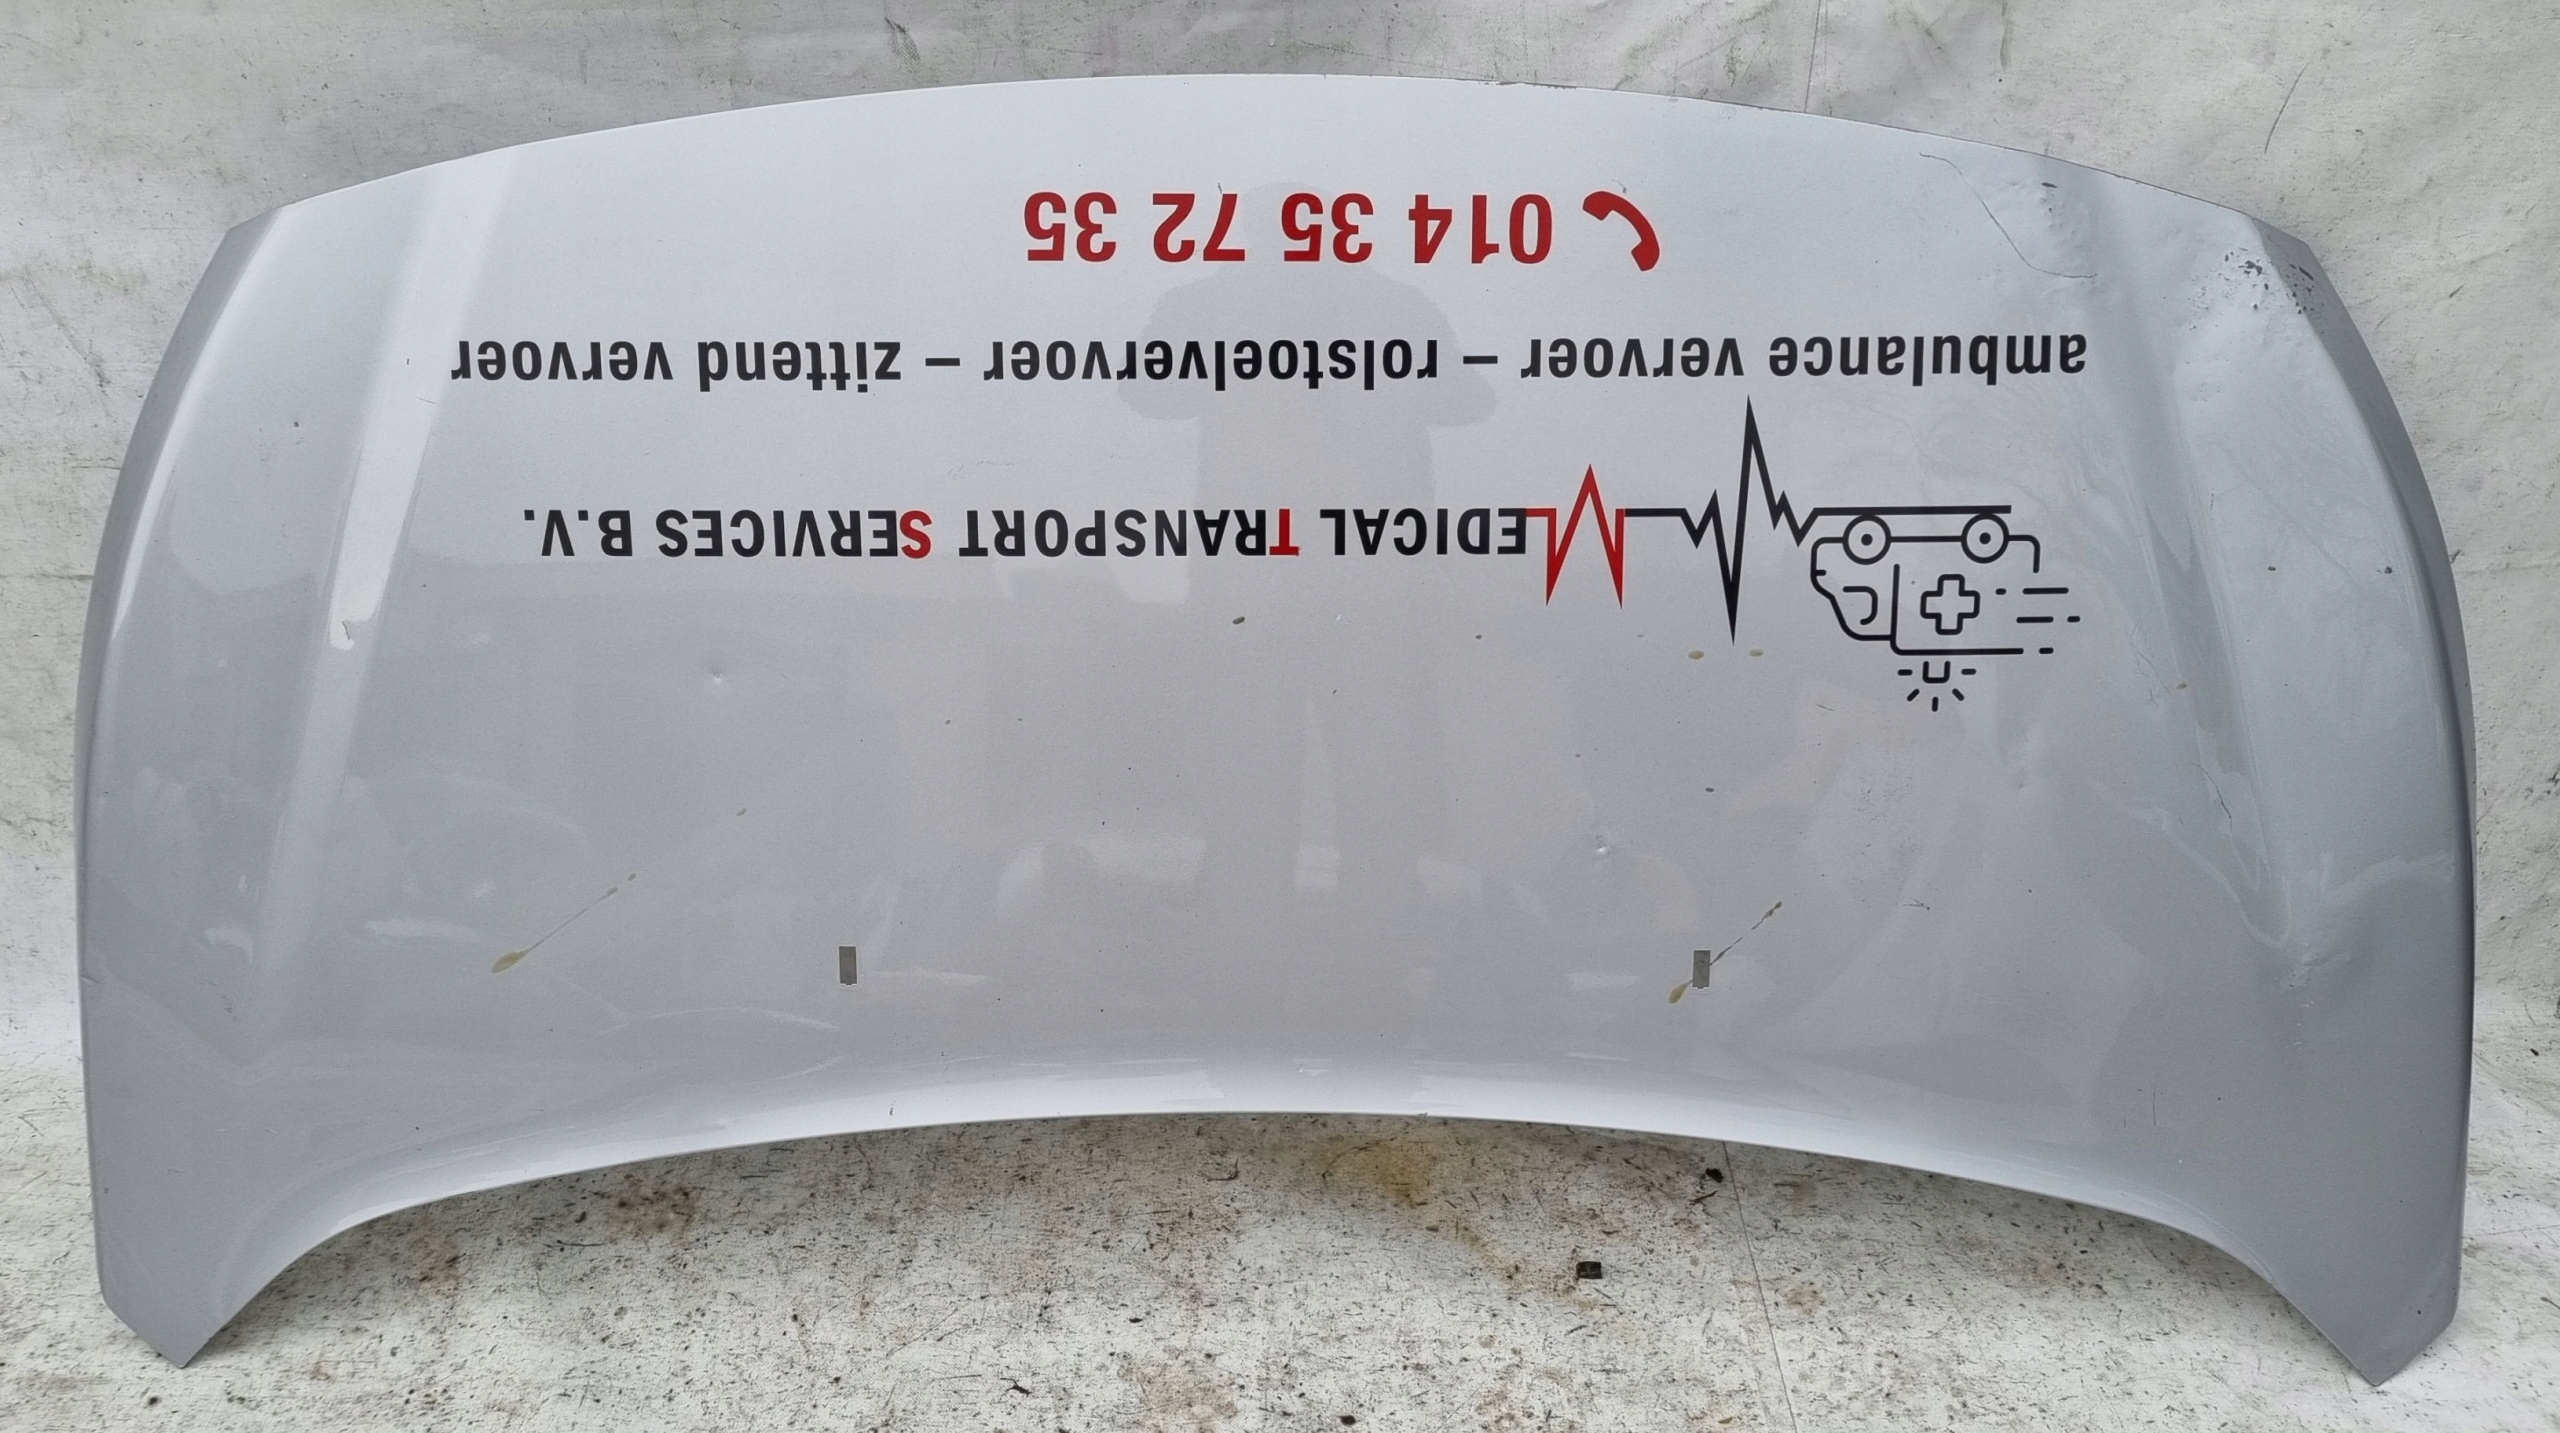 MEDICAL TRANSPORT SERVICES B.V.
ambulance vervoer – rolstoelvervoer – zittend vervoer
014 35 72 35